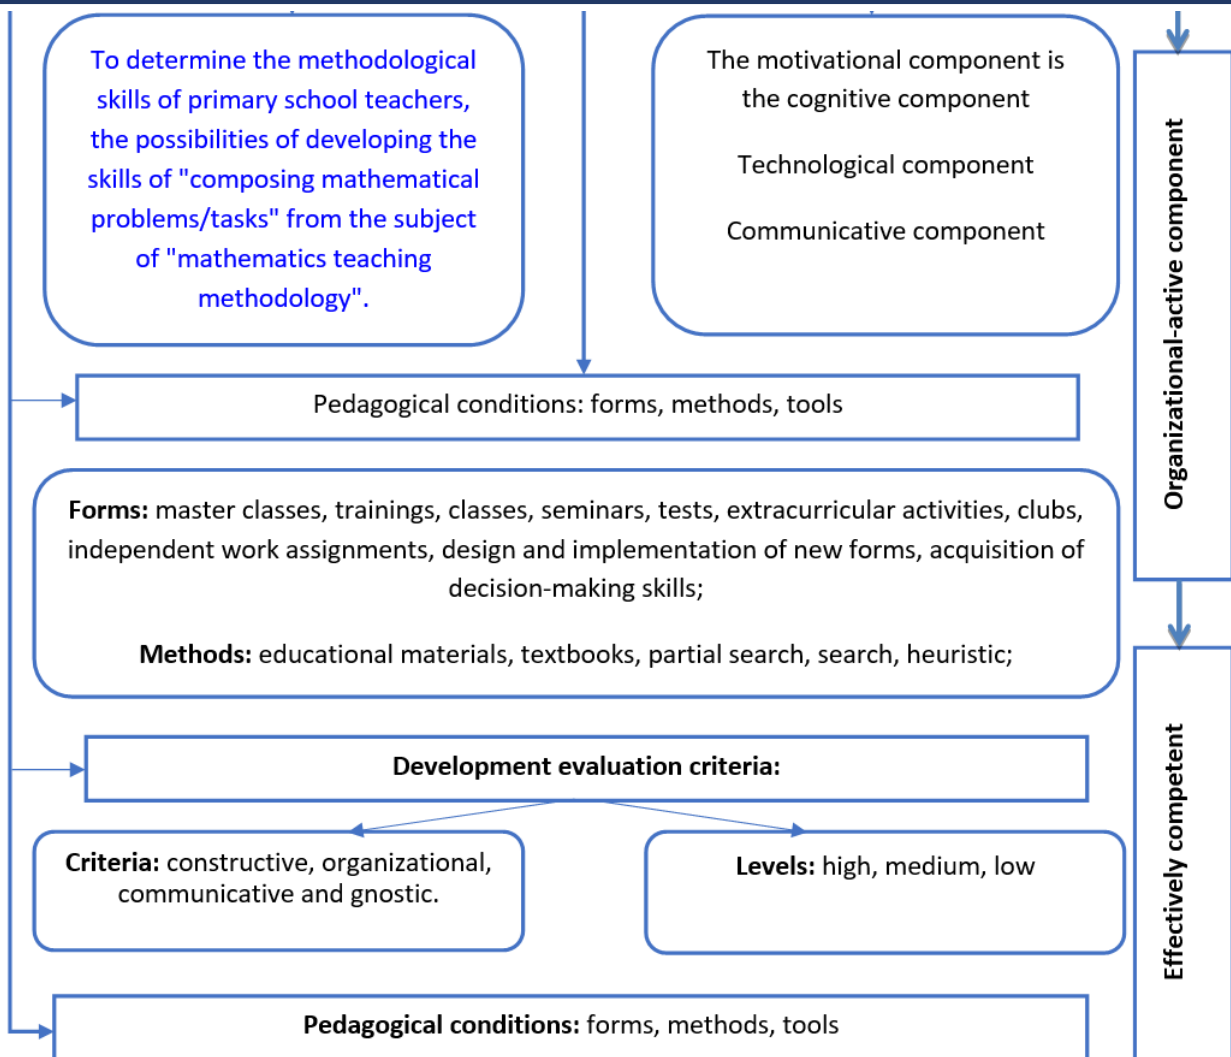 To determine the methodological
skills of primary school teachers,
the possibilities of developing the
skills of "composing mathematical
problems/tasks" from the subject
of "mathematics teaching
methodology".
The motivational component is
the cognitive component
Technological component
Communicative component
Organizational-active component
Pedagogical conditions: forms, methods, tools
Forms: master classes, trainings, classes, seminars, tests, extracurricular activities, clubs,
independent work assignments, design and implementation of new forms, acquisition of
decision-making skills;
Methods: educational materials, textbooks, partial search, search, heuristic;
Development evaluation criteria:
Criteria: constructive, organizational,
communicative and gnostic.
Levels: high, medium, low
Effectively competent
Pedagogical conditions: forms, methods, tools